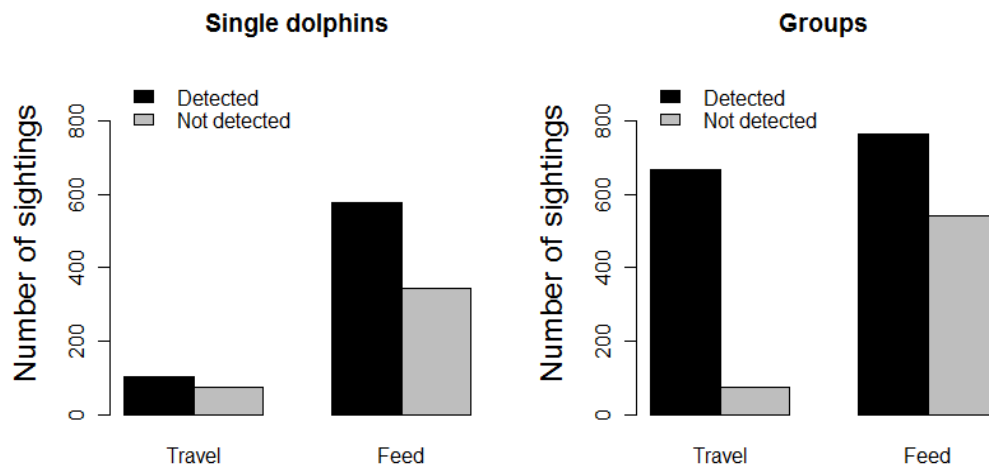 Single dolphins
Detected
Not detected
Number of sightings
800
600
400
200
0
Travel Feed
Groups
Detected
Not detected
Number of sightings
800
600
400
200
0
Travel Feed